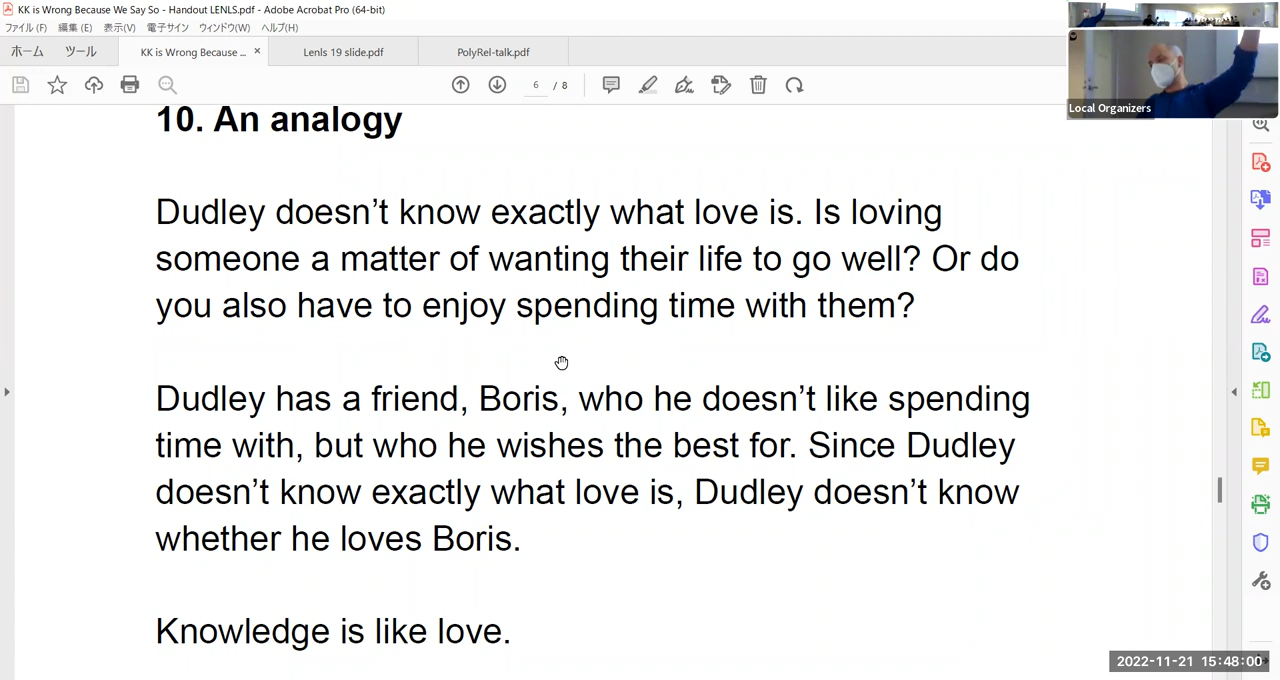 KK is Wrong Because We Say So - Handout LENLS.pdf - Adobe Acrobat Pro (64-bit)
ファイル(F) 編集(E) 表示(V) 電子サイン ウィンドウ(W) ヘルプ(H)
ホーム ツール KK is Wrong Because ... × Lenls 19 slide.pdf PolyRel-talk.pdf
6 / 8
Local Organizers
10. An analogy
Dudley doesn’t know exactly what love is. Is loving
someone a matter of wanting their life to go well? Or do
you also have to enjoy spending time with them?
Dudley has a friend, Boris, who he doesn’t like spending
time with, but who he wishes the best for. Since Dudley
doesn’t know exactly what love is, Dudley doesn’t know
whether he loves Boris.
Knowledge is like love.
2022-11-21 15:48:00